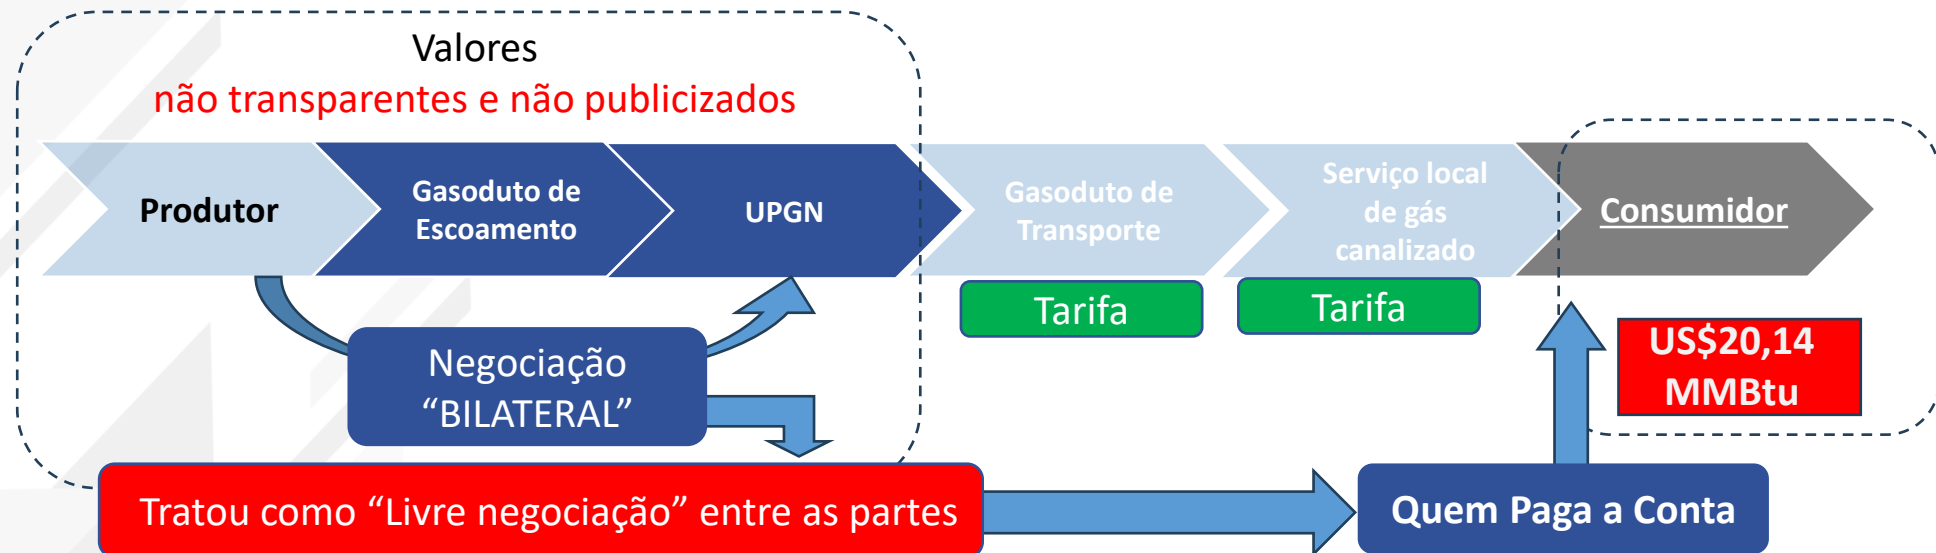 Valores
não transparentes e não publicizados
Produtor
Gasoduto de
Escoamento
UPGN
Gasoduto de
Transporte
Serviço local
de gás
canalizado
Consumidor
Tarifa
Tarifa
Negociação
“BILATERAL”
US$20,14
MMBtu
Tratou como “Livre negociação” entre as partes
Quem Paga a Conta